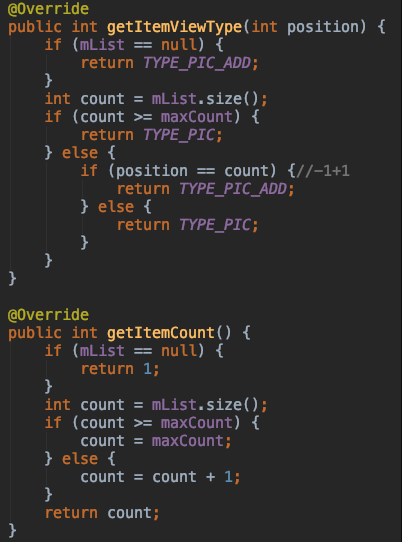 @Override
public int getItemViewType(int position) {
    if (mList == null) {
        return TYPE_PIC_ADD;
    }
    int count = mList.size();
    if (count >= maxCount) {
        return TYPE_PIC;
    } else {
        if (position == count) {//-1+1
            return TYPE_PIC_ADD;
        } else {
            return TYPE_PIC;
        }
    }
}

@Override
public int getItemCount() {
    if (mList == null) {
        return 1;
    }
    int count = mList.size();
    if (count >= maxCount) {
        count = maxCount;
    } else {
        count = count + 1;
    }
    return count;
}